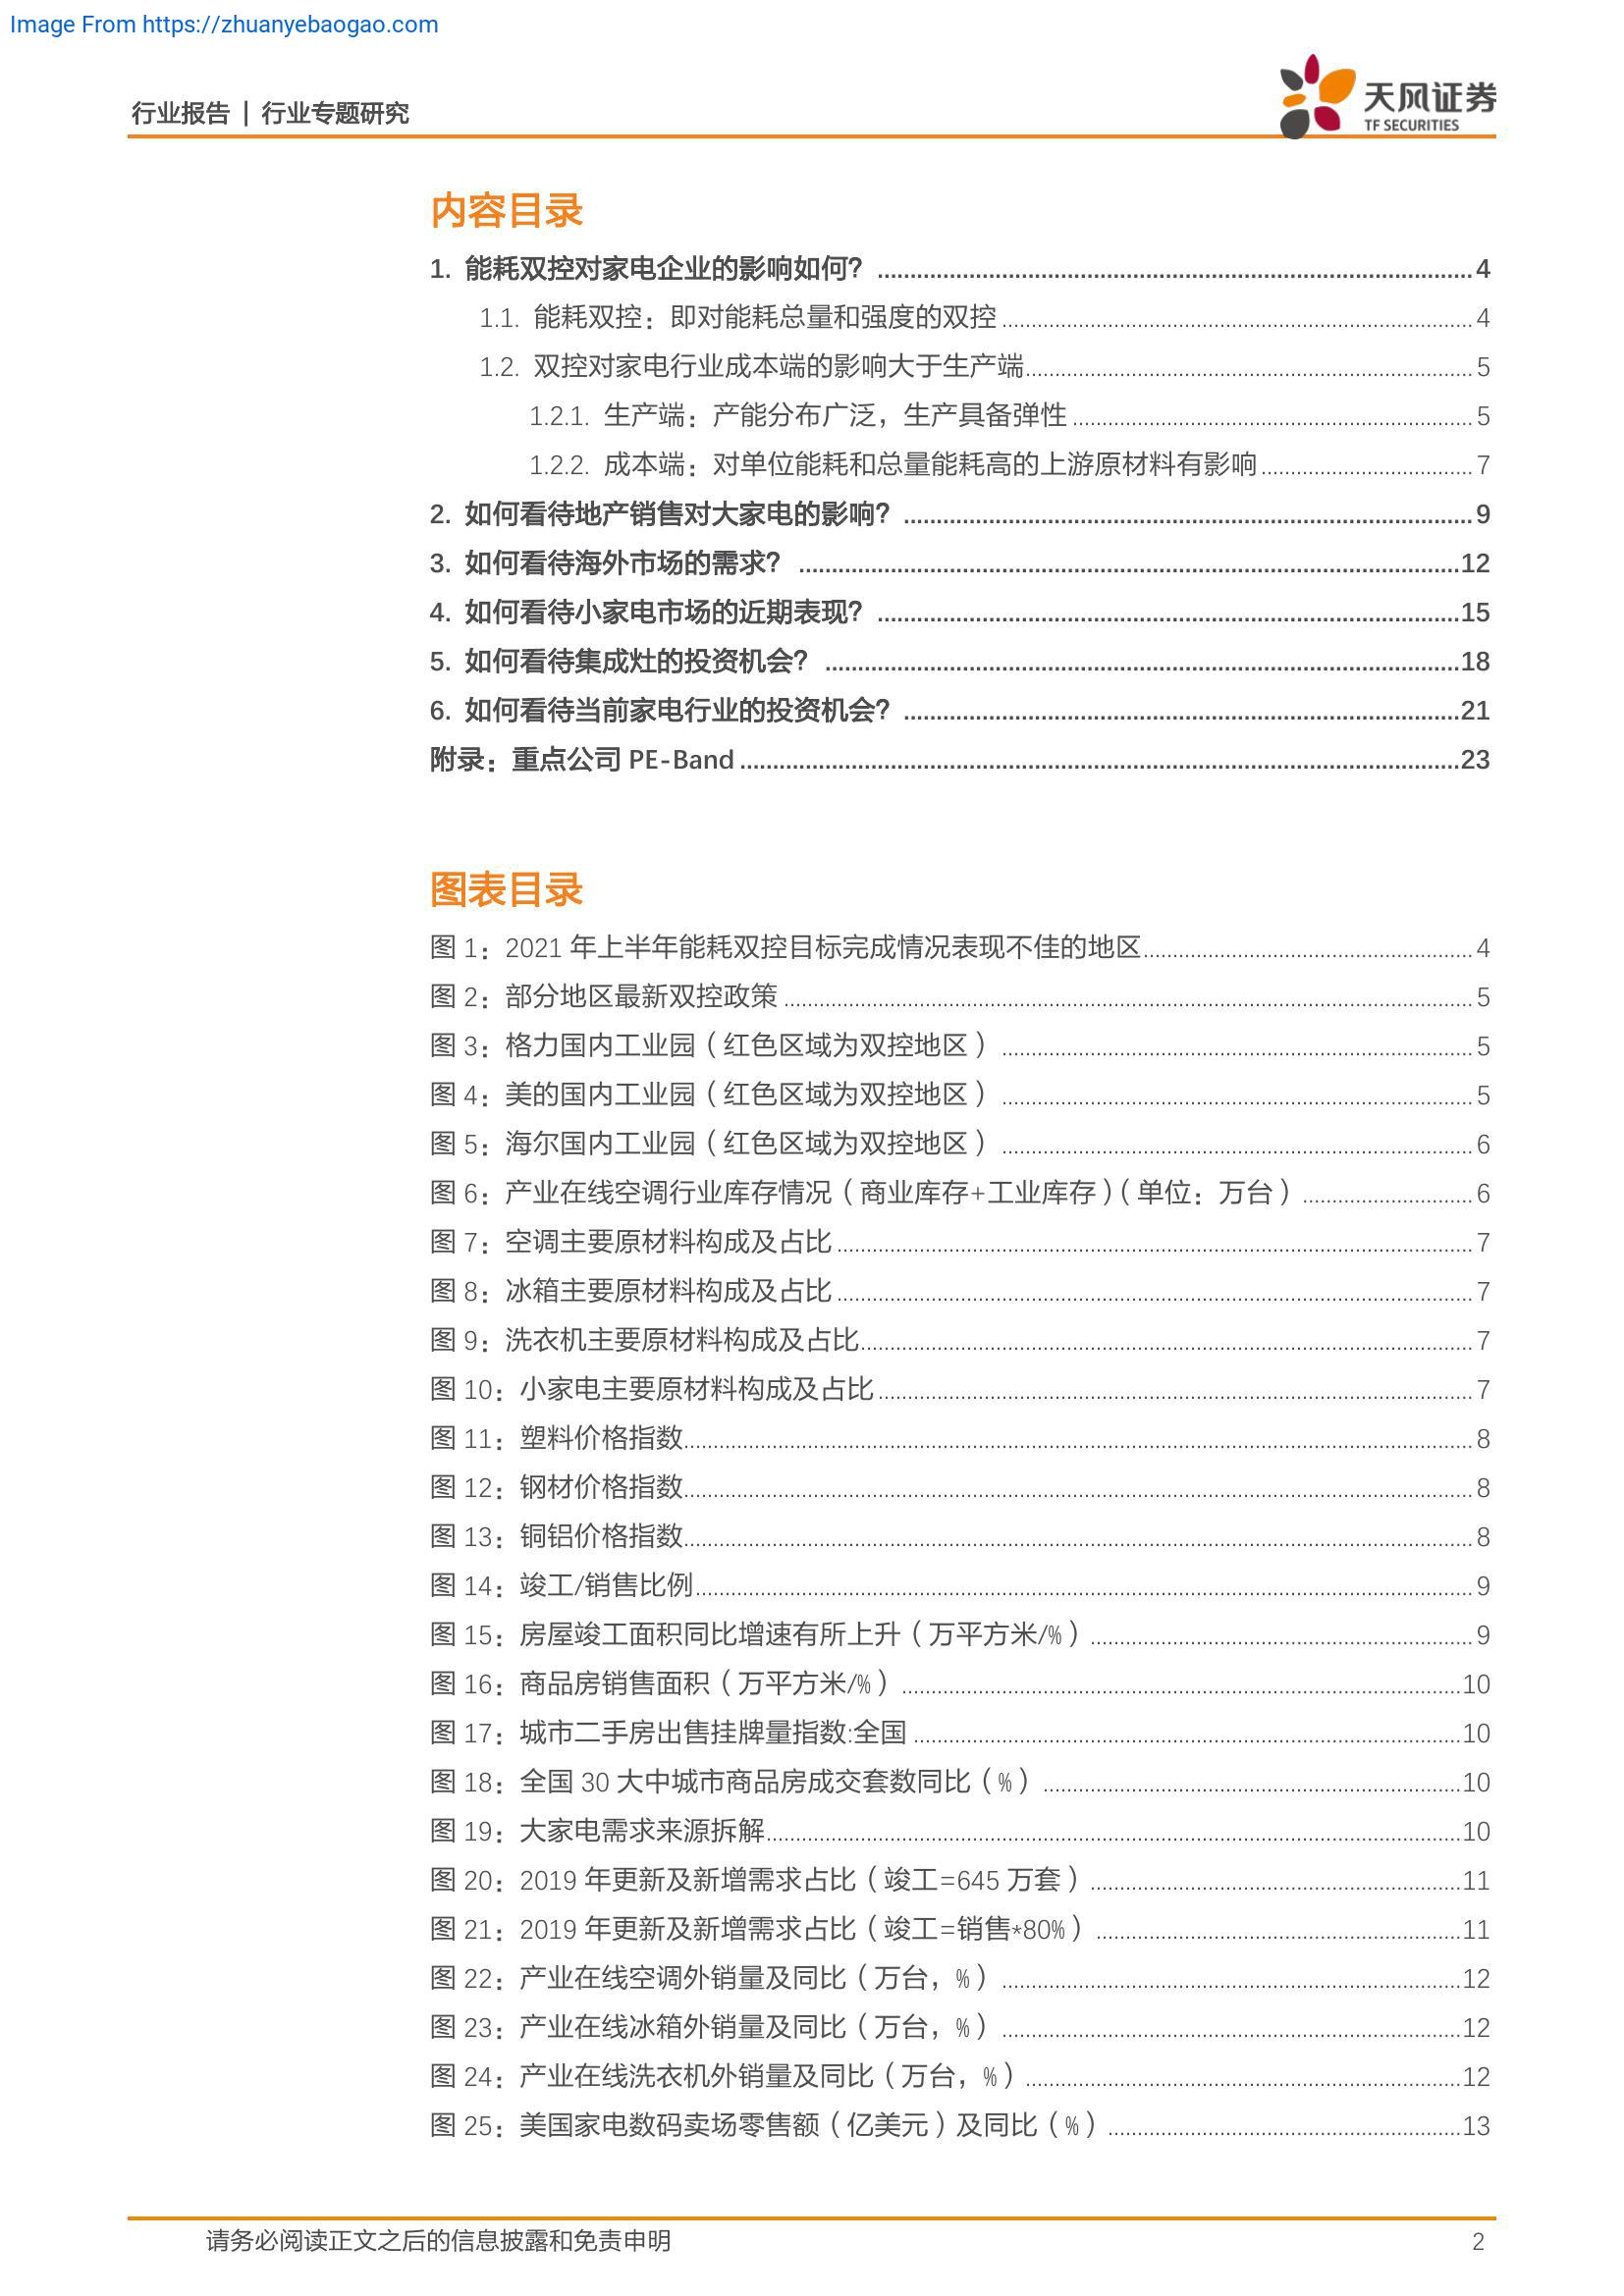 Image From https://zhuanyebaogao.com
行业报告 | 行业专题研究
天风证券
TF SECURITIES
内容目录
1. 能耗双控对家电企业的影响如何? ........................ 4
1.1. 能耗双控：即对能耗总量和强度的双控 ........................ 4
1.2. 双控对家电行业成本端的影响大于生产端 ........................ 5
1.2.1. 生产端：产能分布广泛，生产具备弹性 ........................ 5
1.2.2. 成本端：对单位能耗和总量能耗高的上游原材料有影响 ........................ 7
2. 如何看待地产销售对大家电的影响? ........................ 9
3. 如何看待海外市场的需求? ........................ 12
4. 如何看待小家电市场的近期表现? ........................ 15
5. 如何看待集成灶的投资机会? ........................ 18
6. 如何看待当前家电行业的投资机会? ........................ 21
附录：重点公司 PE-Band ........................ 23
图表目录
图 1：2021 年上半年能耗双控目标完成情况表现不佳的地区 ........................ 4
图 2：部分地区最新双控政策 ........................ 5
图 3：格力国内工业园（红色区域为双控地区） ........................ 5
图 4：美的国内工业园（红色区域为双控地区） ........................ 5
图 5：海尔国内工业园（红色区域为双控地区） ........................ 6
图 6：产业在线空调行业库存情况（商业库存+工业库存）（单位：万台） ........................ 6
图 7：空调主要原材料构成及占比 ........................ 7
图 8：冰箱主要原材料构成及占比 ........................ 7
图 9：洗衣机主要原材料构成及占比 ........................ 7
图 10：小家电主要原材料构成及占比 ........................ 7
图 11：塑料价格指数 ........................ 8
图 12：钢材价格指数 ........................ 8
图 13：铜铝价格指数 ........................ 8
图 14：竣工/销售比例 ........................ 9
图 15：房屋竣工面积同比增速有所上升（万平方米/%） ........................ 9
图 16：商品房销售面积（万平方米/%） ........................ 10
图 17：城市二手房出售挂牌量指数:全国 ........................ 10
图 18：全国 30 大中城市商品房成交套数同比（%） ........................ 10
图 19：大家电需求来源拆解 ........................ 10
图 20：2019 年更新及新增需求占比（竣工=645 万套） ........................ 11
图 21：2019 年更新及新增需求占比（竣工=销售*80%） ........................ 11
图 22：产业在线空调外销量及同比（万台，%） ........................ 12
图 23：产业在线冰箱外销量及同比（万台，%） ........................ 12
图 24：产业在线洗衣机外销量及同比（万台，%） ........................ 12
图 25：美国家电数码卖场零售额（亿美元）及同比（%） ........................ 13
请务必阅读正文之后的信息披露和免责申明 2